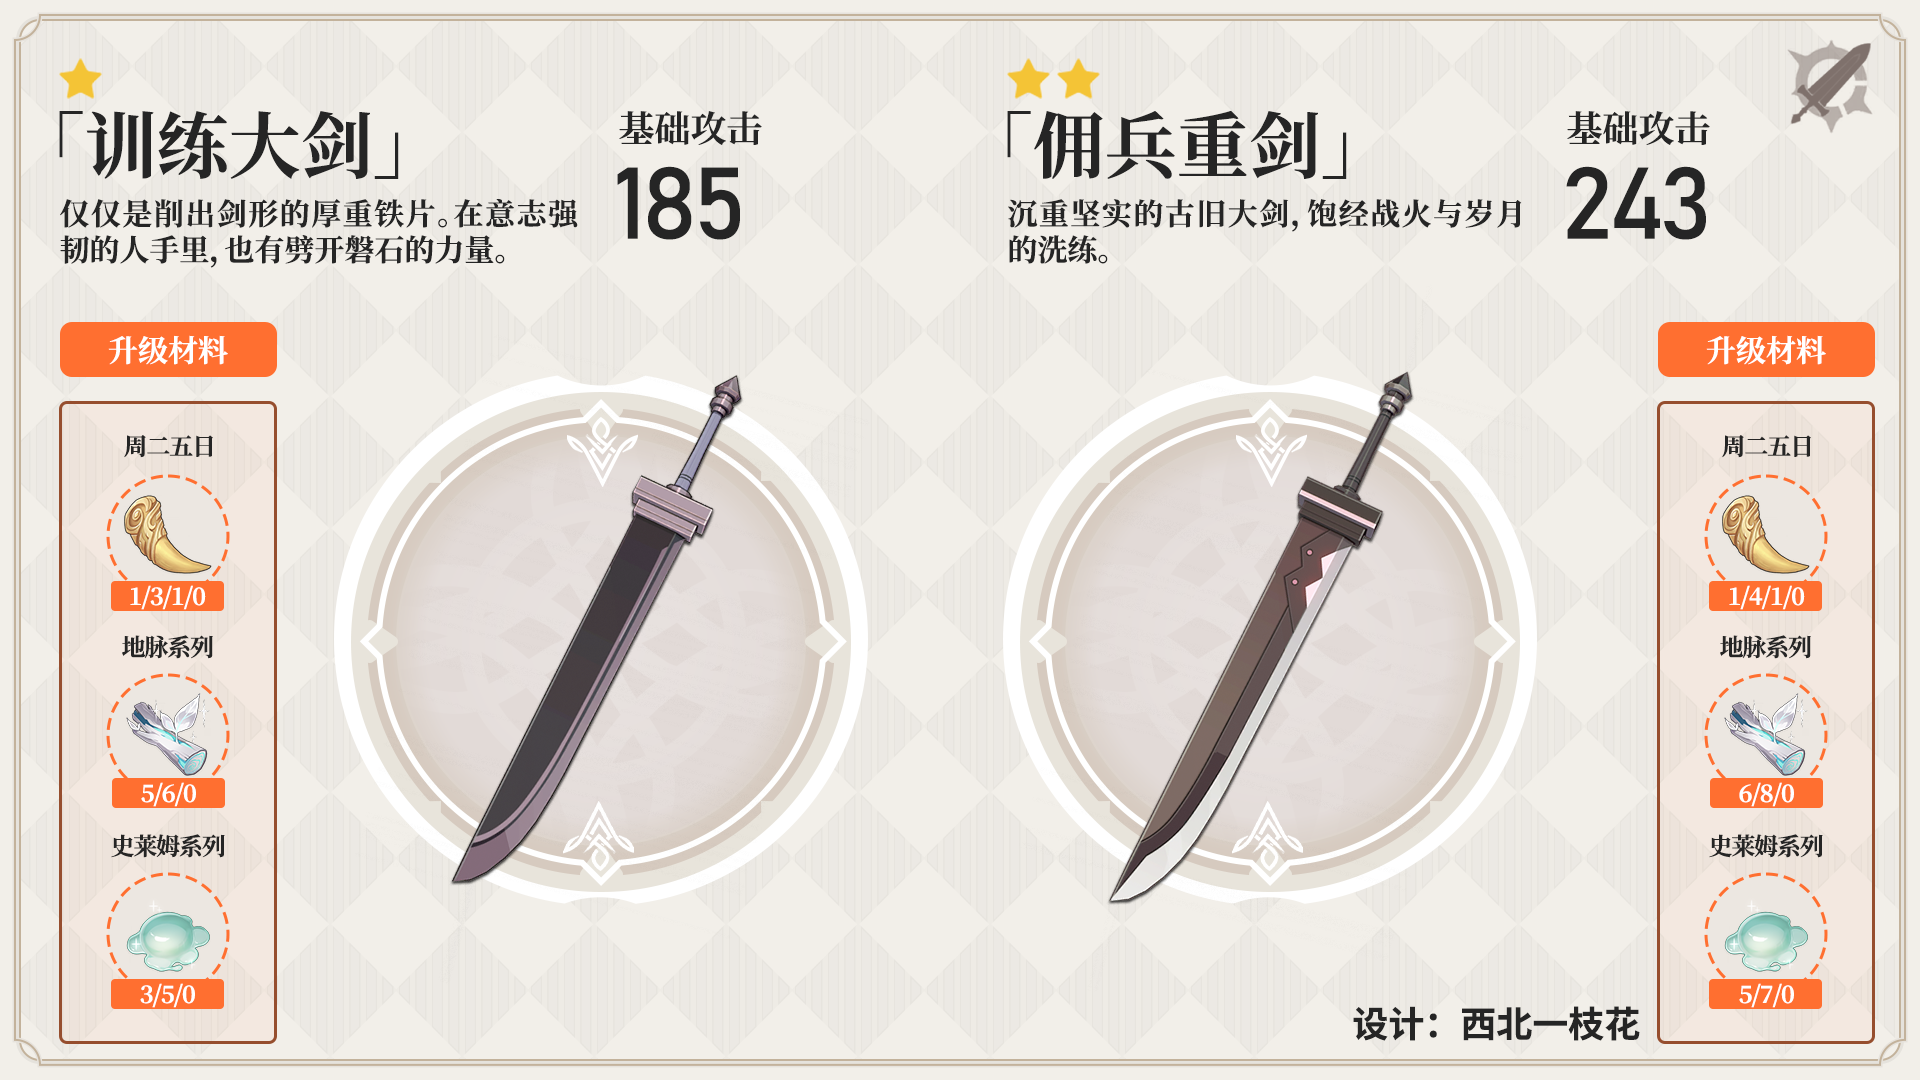 「训练大剑」
仅仅是削出剑形的厚重铁片。在意志强
韧的人手里，也有劈开磐石的力量。
基础攻击
185
「佣兵重剑」
沉重坚实的古旧大剑，饱经战火与岁月
的洗练。
基础攻击
243
升级材料
周二五日
1/3/1/0
地脉系列
5/6/0
史莱姆系列
3/5/0
升级材料
周二五日
1/4/1/0
地脉系列
6/8/0
史莱姆系列
5/7/0
设计：西北一枝花